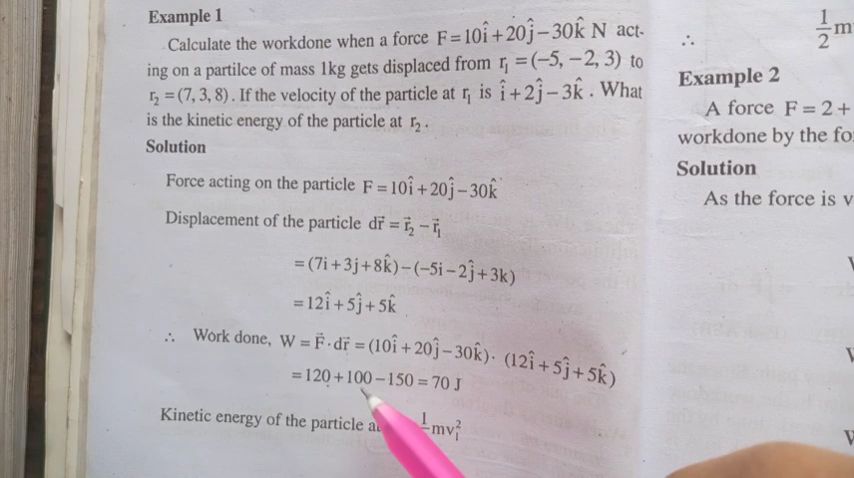 Example 1
Calculate the workdone when a force F = 10î + 20ĵ − 30k̂ N act-
ing on a partilce of mass 1kg gets displaced from r₁ = (−5, −2, 3) to
r₂ = (7, 3, 8). If the velocity of the particle at r₁ is î + 2ĵ − 3k̂. What
is the kinetic energy of the particle at r₂.
Solution
Force acting on the particle F = 10î + 20ĵ − 30k̂
Displacement of the particle dr⃗ = r⃗₂ − r⃗₁
= (7i + 3j + 8k̂) − (−5i − 2ĵ + 3k)
= 12î + 5ĵ + 5k̂
∴ Work done, W = F⃗ · dr⃗ = (10î + 20ĵ − 30k̂) · (12î + 5ĵ + 5k̂)
= 120 + 100 − 150 = 70 J
Kinetic energy of the particle 1/2 mv₁²
∴ 1/2 m
Example 2
A force F = 2 +
workdone by the
Solution
As the force is